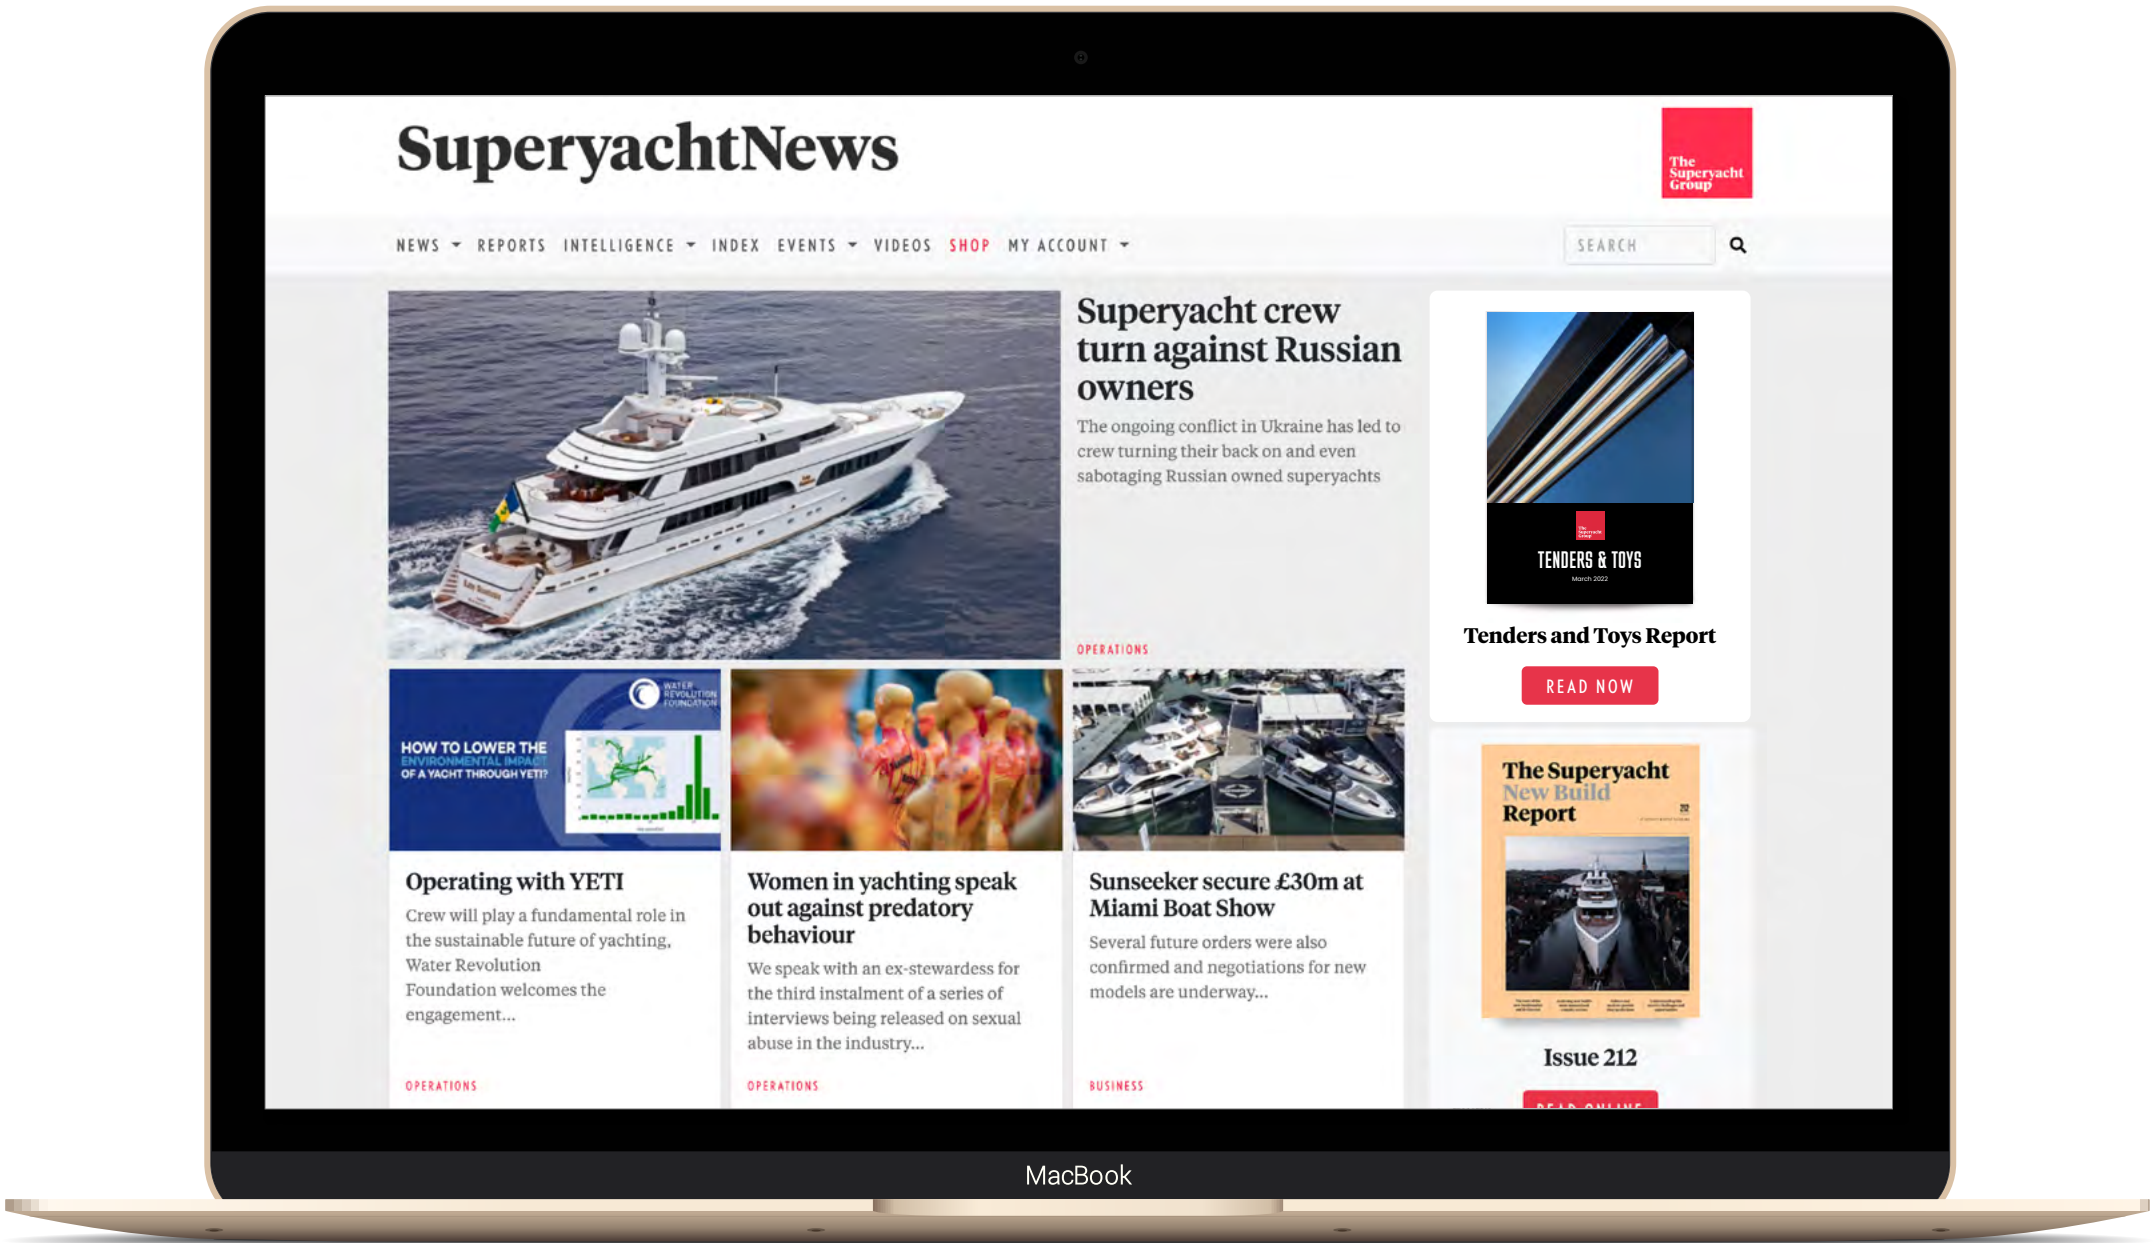 SuperyachtNews
The
Superyacht
Group
NEWS REPORTS INTELLIGENCE INDEX EVENTS VIDEOS SHOP MY ACCOUNT
SEARCH
Superyacht crew
turn against Russian
owners
The ongoing conflict in Ukraine has led to
crew turning their back on and even
sabotaging Russian owned superyachts
OPERATIONS
The
Superyacht
Group
TENDERS & TOYS
March 2022
Tenders and Toys Report
READ NOW
WATER
REVOLUTION
FOUNDATION
HOW TO LOWER THE
ENVIRONMENTAL IMPACT
OF A YACHT THROUGH YETI?
Operating with YETI
Crew will play a fundamental role in
the sustainable future of yachting,
Water Revolution
Foundation welcomes the
engagement...
OPERATIONS
Women in yachting speak
out against predatory
behaviour
We speak with an ex-stewardess for
the third instalment of a series of
interviews being released on sexual
abuse in the industry...
OPERATIONS
Sunseeker secure £30m at
Miami Boat Show
Several future orders were also
confirmed and negotiations for new
models are underway...
BUSINESS
The Superyacht
New Build
Report
Issue 212
READ ONLINE
MacBook